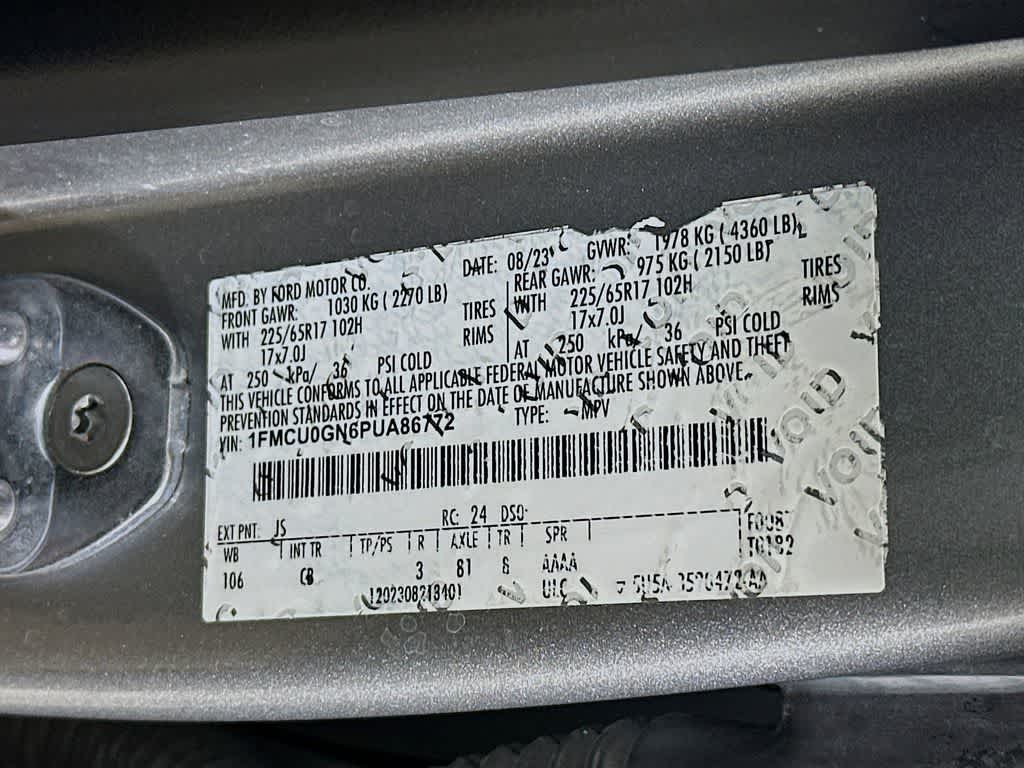 MFD. BY FORD MOTOR CO. DATE: 08/23 GVWR: 1978 KG ( 4360 LB)
FRONT GAWR: 1030 KG ( 2270 LB) REAR GAWR: 975 KG ( 2150 LB)
WITH 225/65R17 102H TIRES WITH 225/65R17 102H TIRES
17x7.0J RIMS 17x7.0J RIMS
AT 250 kPa/ 36 PSI COLD AT 250 kPa/ 36 PSI COLD
THIS VEHICLE CONFORMS TO ALL APPLICABLE FEDERAL MOTOR VEHICLE SAFETY AND THEFT
PREVENTION STANDARDS IN EFFECT ON THE DATE OF MANUFACTURE SHOWN ABOVE.
VIN: 1FMCU0GN6PUA86772 TYPE: MPV
EXT PNT: JS RC: 24 DSO:
WB INT TR TP/PS R AXLE TR SPR
106 CB 3 81 8 AAAA
ULC
1202308213401
VOID VOID